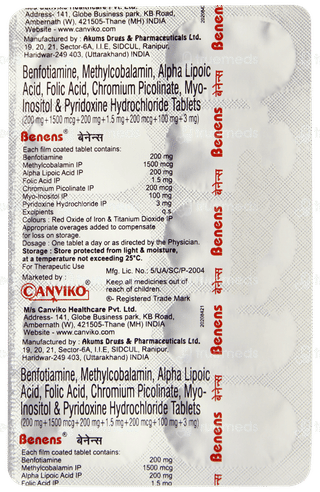 M/s Canviko Healthcare Pvt. Ltd.
Address- 141, Globe Business park, KB Road,
Ambernath (W), 421505-Thane (MH) INDIA
Website - www.canviko.com
Manufactured by : Akums Drugs & Pharmaceuticals Ltd.
19, 20, 21, Sector-6A, I.I.E, SIDCUL, Ranipur,
Haridwar-249 403, (Uttarakhand) INDIA
Benfotiamine, Methylcobalamin, Alpha Lipoic
Acid, Folic Acid, Chromium Picolinate, Myo-
Inositol & Pyridoxine Hydrochloride Tablets
(200 mg+1500 mcg+200 mg+1.5 mg+200 mcg+100 mg+3 mg)
Benens® बेनेन्स
Each film coated tablet contains:
Benfotiamine 200 mg
Methylcobalamin IP 1500 mcg
Alpha Lipoic Acid IP 200 mg
Folic Acid IP 1.5 mg
Chromium Picolinate IP 200 mcg
Myo-Inositol IP 100 mg
Pyridoxine Hydrochloride IP 3 mg
Excipients q.s.
Colours : Red Oxide of Iron & Titanium Dioxide IP
Appropriate overages added to compensate
for loss on storage.
Dosage : One tablet a day or as directed by the Physician.
Storage : Store protected from light & moisture,
at a temperature not exceeding 25°C.
For Therapeutic Use
Mfg. Lic. No.: 5/UA/SC/P-2004
Marketed by :
CANVIKO®
Keep all medicines out of
reach of children.
®- Registered Trade Mark
M/s Canviko Healthcare Pvt. Ltd.
Address- 141, Globe Business park, KB Road,
Ambernath (W), 421505-Thane (MH) INDIA
Website - www.canviko.com
Manufactured by : Akums Drugs & Pharmaceuticals Ltd.
19, 20, 21, Sector-6A, I.I.E, SIDCUL, Ranipur,
Haridwar-249 403, (Uttarakhand) INDIA
Benfotiamine, Methylcobalamin, Alpha Lipoic
Acid, Folic Acid, Chromium Picolinate, Myo-
Inositol & Pyridoxine Hydrochloride Tablets
(200 mg+1500 mcg+200 mg+1.5 mg+200 mcg+100 mg+3 mg)
Benens® बेनेन्स
Each film coated tablet contains:
Benfotiamine 200 mg
Methylcobalamin IP 1500 mcg
Alpha Lipoic Acid IP 200 mg
Folic Acid IP 1.5 mg
Benens
बेनेन्स
Benens
बेनेन्स
Benens
बेनेन्स
Benens
बेनेन्स
Benens
20208421